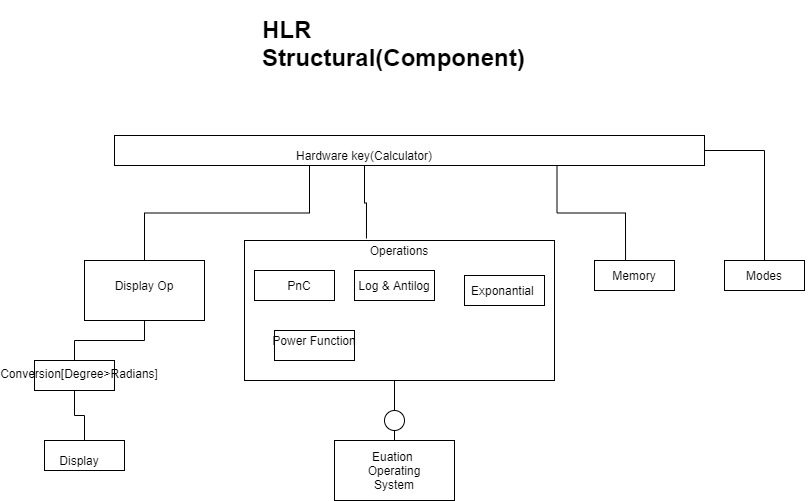 HLR
Structural(Component)
Hardware key(Calculator)
Operations
Display Op
PnC
Log & Antilog
Exponantial
Memory
Modes
Power Function
Conversion[Degree>Radians]
Display
Euation
Operating
System